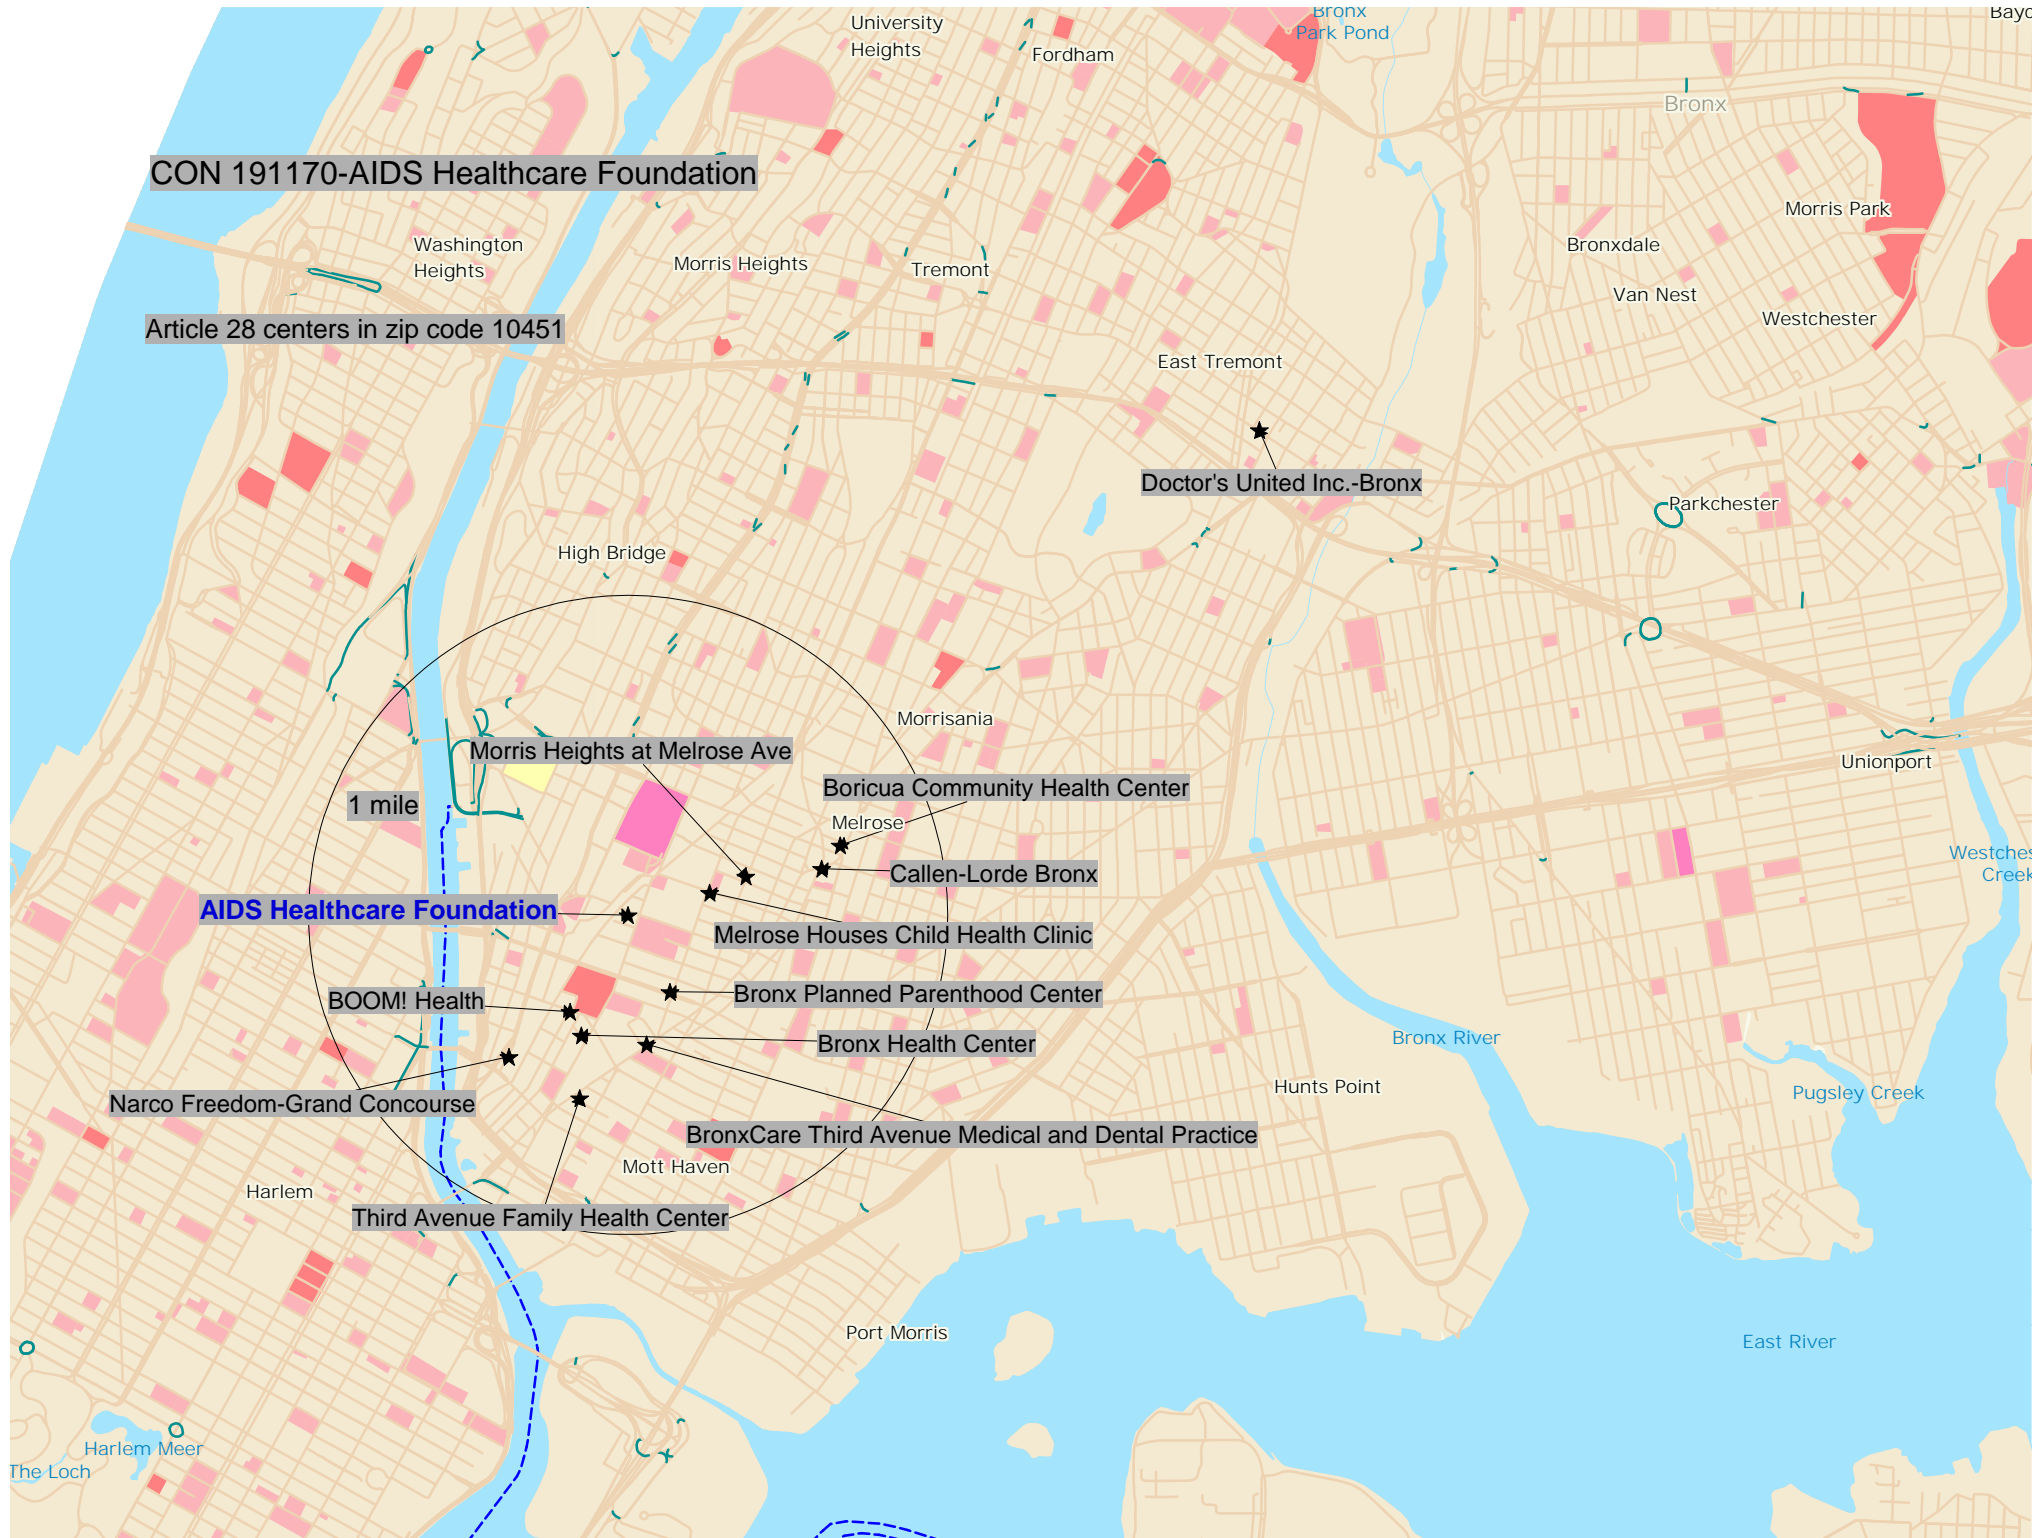 University
Heights
Fordham
Bronx
Park Pond
Bronx
CON 191170-AIDS Healthcare Foundation
Washington
Heights
Morris Heights
Tremont
Morris Park
Bronxdale
Van Nest
Westchester
Article 28 centers in zip code 10451
East Tremont
Doctor's United Inc.-Bronx
Parkchester
High Bridge
Morrisania
Morris Heights at Melrose Ave
Unionport
Boricua Community Health Center
1 mile
Melrose
Callen-Lorde Bronx
Creek
AIDS Healthcare Foundation
Melrose Houses Child Health Clinic
BOOM! Health
Bronx Planned Parenthood Center
Bronx Health Center
Bronx River
Hunts Point
Pugsley Creek
Narco Freedom-Grand Concourse
BronxCare Third Avenue Medical and Dental Practice
Mott Haven
Harlem
Third Avenue Family Health Center
Port Morris
East River
Harlem Meer
The Loch